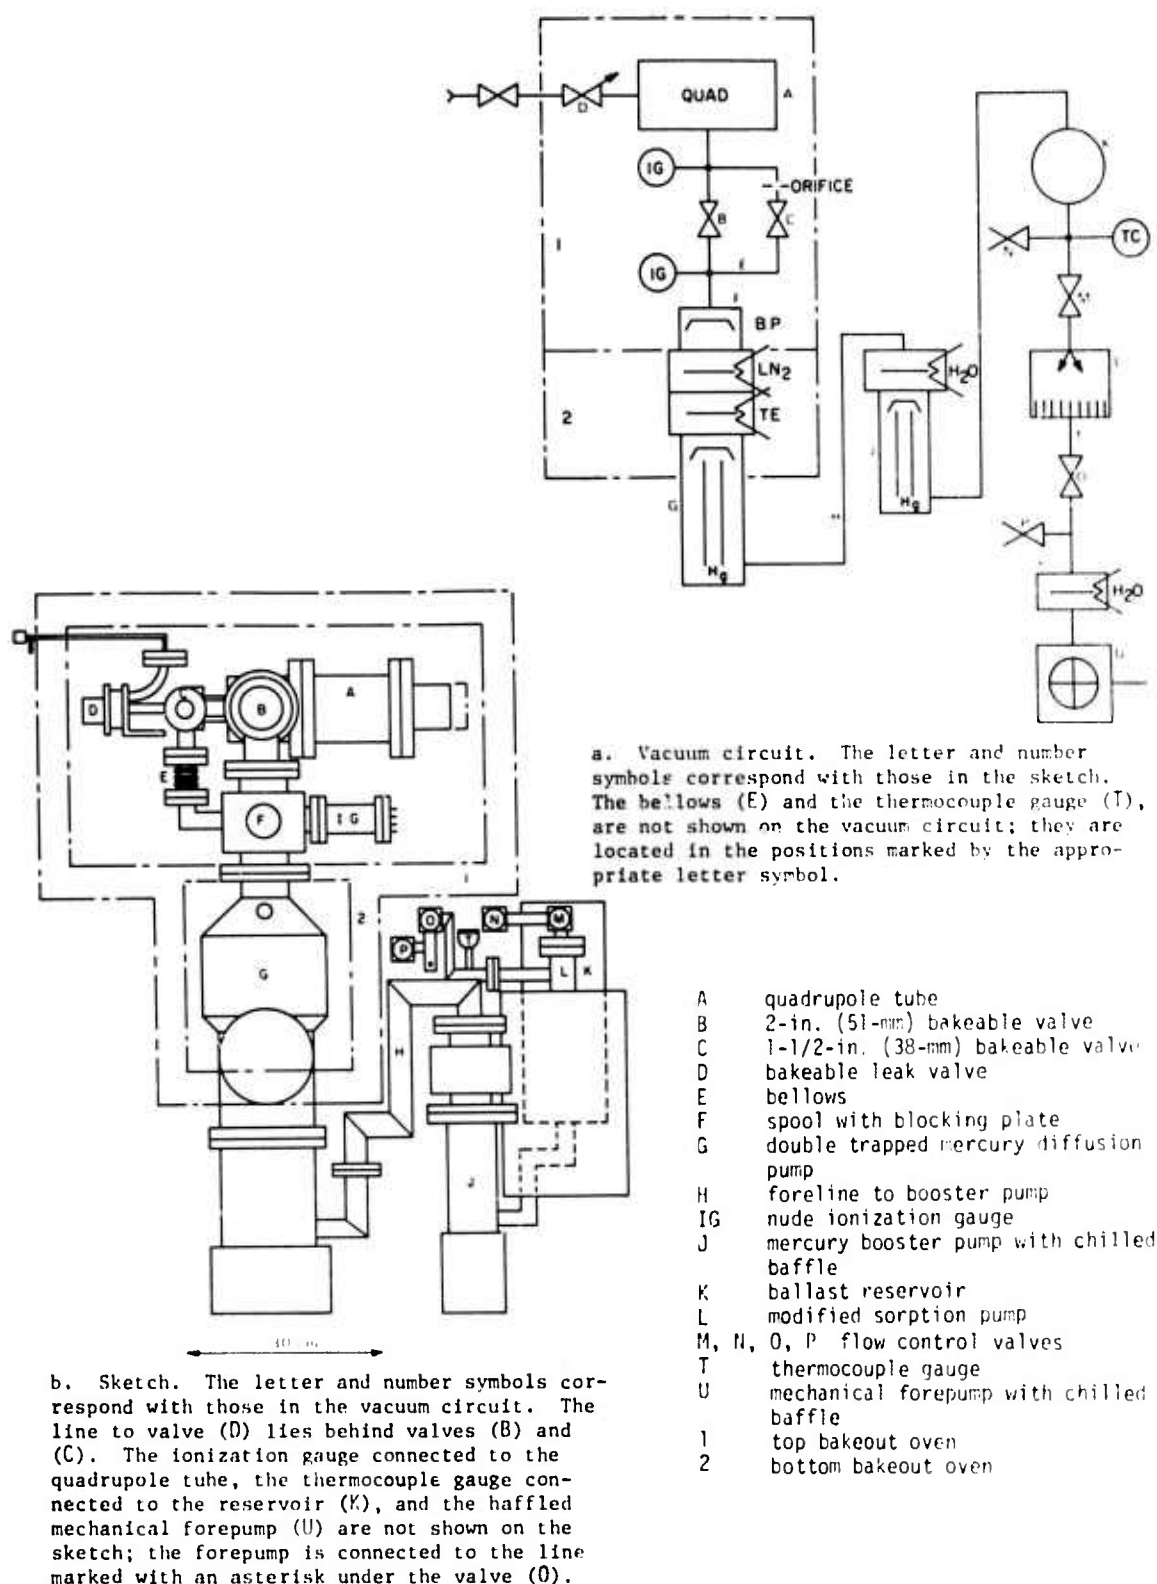 QUAD
A
D
IG
ORIFICE
B
C
1
IG
E
B.P.
LN2
2
TE
G
Hg
H
H2O
J
Hg
K
N
TC
M
O
P
H2O
U
a. Vacuum circuit. The letter and number
symbols correspond with those in the sketch.
The bellows (E) and the thermocouple gauge (T),
are not shown on the vacuum circuit; they are
located in the positions marked by the appro-
priate letter symbol.
D
C
B
A
E
F
IG
1
2
G
O
P
T
N
M
L
K
H
J
30 cm
b. Sketch. The letter and number symbols cor-
respond with those in the vacuum circuit. The
line to valve (D) lies behind valves (B) and
(C). The ionization gauge connected to the
quadrupole tube, the thermocouple gauge con-
nected to the reservoir (K), and the baffled
mechanical forepump (U) are not shown on the
sketch; the forepump is connected to the line
marked with an asterisk under the valve (O).
A quadrupole tube
B 2-in. (51-mm) bakeable valve
C 1-1/2-in. (38-mm) bakeable valve
D bakeable leak valve
E bellows
F spool with blocking plate
G double trapped mercury diffusion
pump
H foreline to booster pump
IG nude ionization gauge
J mercury booster pump with chilled
baffle
K ballast reservoir
L modified sorption pump
M, N, O, P flow control valves
T thermocouple gauge
U mechanical forepump with chilled
baffle
1 top bakeout oven
2 bottom bakeout oven